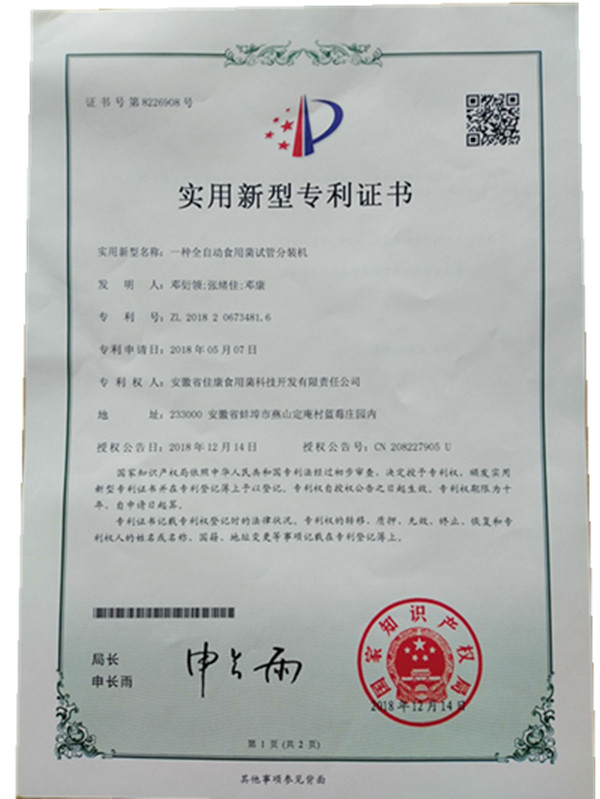 证书号第8226908号
实用新型专利证书
实用新型名称：一种全自动食用菌试管分装机
发 明 人：邓衍领;张绪佳;邓康
专 利 号：ZL 2018 2 0673481.6
专利申请日：2018年05月07日
专 利 权 人：安徽省佳康食用菌科技开发有限责任公司
地 址：233000 安徽省蚌埠市燕山定庵村蓝莓庄园内
授权公告日：2018年12月14日 授权公告号：CN 208227905 U
国家知识产权局依照中华人民共和国专利法经过初步审查，决定授予专利权，颁发实用
新型专利证书并在专利登记簿上予以登记。专利权自授权公告之日起生效。专利权期限为十
年，自申请日起算。
专利证书记载专利权登记时的法律状况。专利权的转移、质押、无效、终止、恢复和专
利权人的姓名或名称、国籍、地址变更等事项记载在专利登记簿上。
局长
申长雨
申长雨
国家知识产权局
2018年12月14日
第 1 页 (共 2 页)
其他事项参见背面